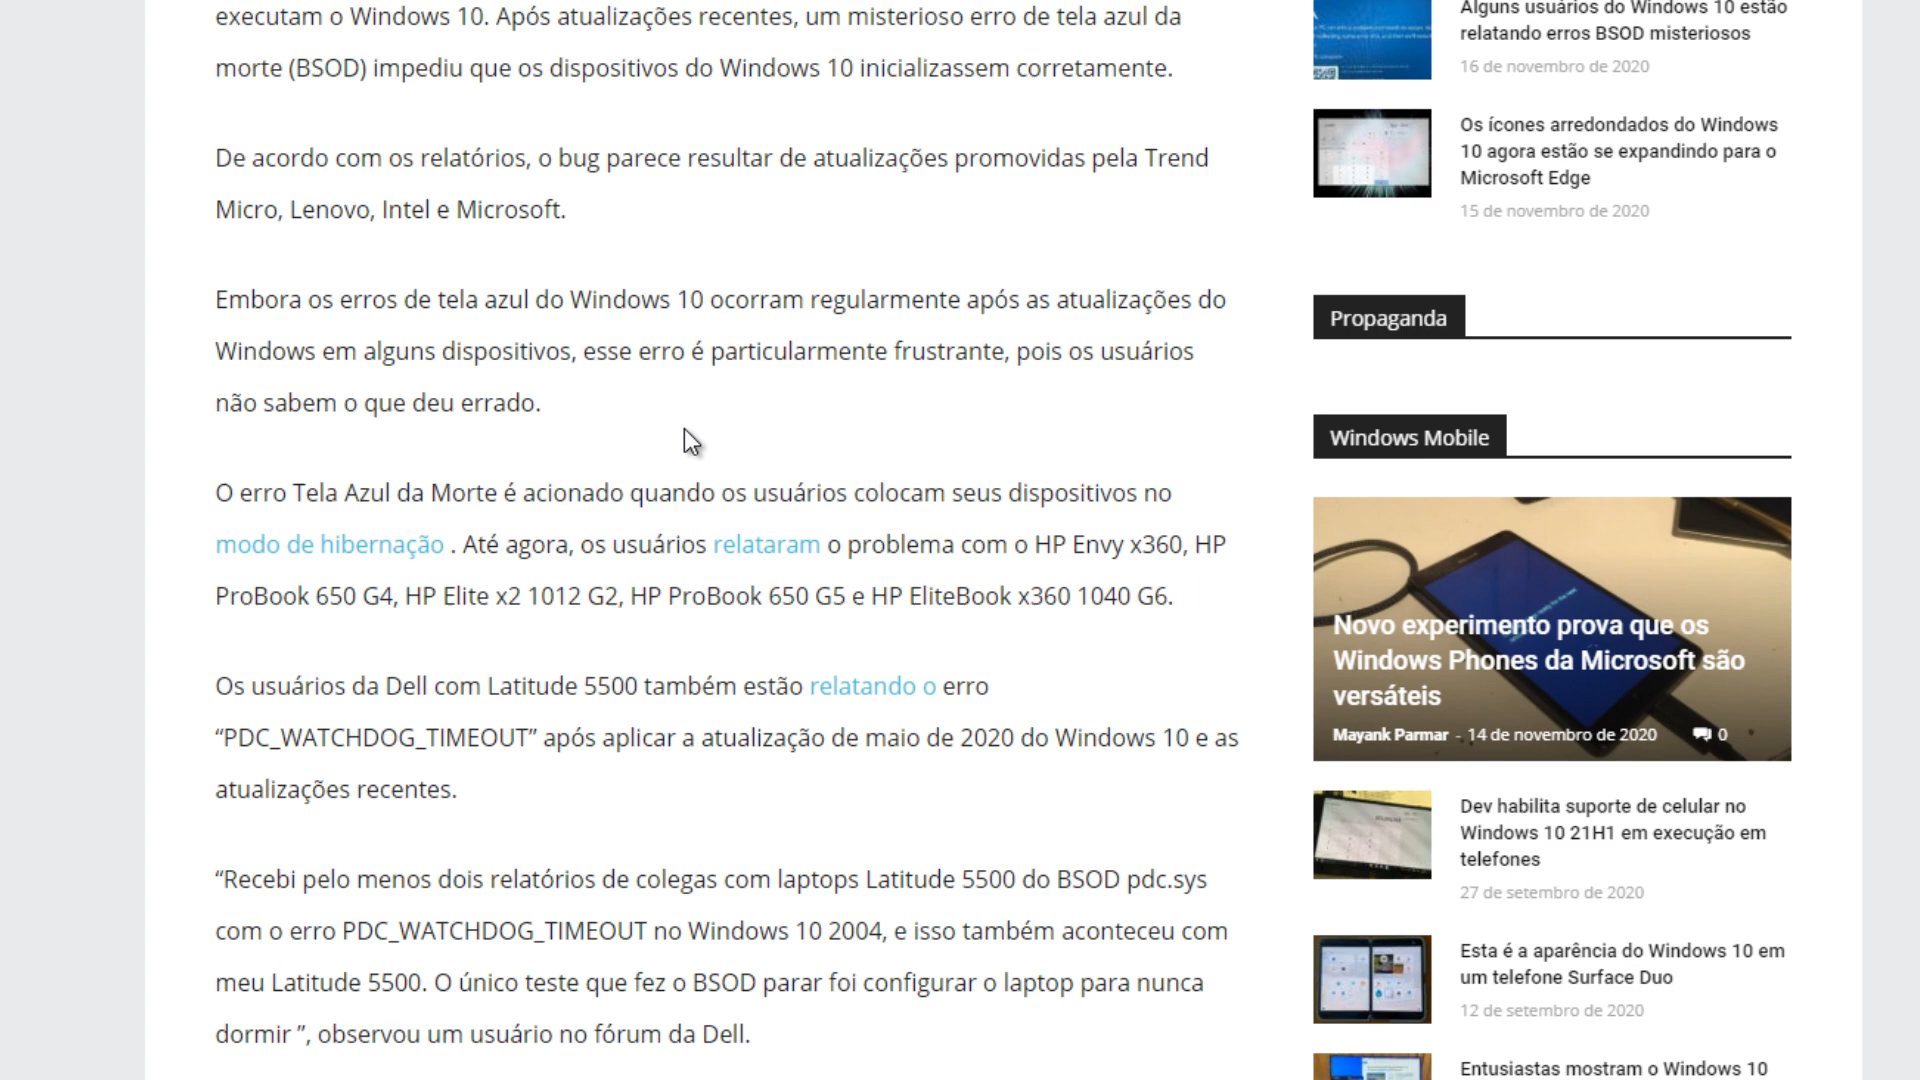 executam o Windows 10. Após atualizações recentes, um misterioso erro de tela azul da
morte (BSOD) impediu que os dispositivos do Windows 10 inicializassem corretamente.
De acordo com os relatórios, o bug parece resultar de atualizações promovidas pela Trend
Micro, Lenovo, Intel e Microsoft.
Embora os erros de tela azul do Windows 10 ocorram regularmente após as atualizações do
Windows em alguns dispositivos, esse erro é particularmente frustrante, pois os usuários
não sabem o que deu errado.
O erro Tela Azul da Morte é acionado quando os usuários colocam seus dispositivos no
modo de hibernação . Até agora, os usuários relataram o problema com o HP Envy x360, HP
ProBook 650 G4, HP Elite x2 1012 G2, HP ProBook 650 G5 e HP EliteBook x360 1040 G6.
Os usuários da Dell com Latitude 5500 também estão relatando o erro
“PDC_WATCHDOG_TIMEOUT” após aplicar a atualização de maio de 2020 do Windows 10 e as
atualizações recentes.
“Recebi pelo menos dois relatórios de colegas com laptops Latitude 5500 do BSOD pdc.sys
com o erro PDC_WATCHDOG_TIMEOUT no Windows 10 2004, e isso também aconteceu com
meu Latitude 5500. O único teste que fez o BSOD parar foi configurar o laptop para nunca
dormir ”, observou um usuário no fórum da Dell.
Alguns usuários do Windows 10 estão
relatando erros BSOD misteriosos
16 de novembro de 2020
Os ícones arredondados do Windows
10 agora estão se expandindo para o
Microsoft Edge
15 de novembro de 2020
Propaganda
Windows Mobile
Novo experimento prova que os
Windows Phones da Microsoft são
versáteis
Mayank Parmar - 14 de novembro de 2020 0
Dev habilita suporte de celular no
Windows 10 21H1 em execução em
telefones
27 de setembro de 2020
Esta é a aparência do Windows 10 em
um telefone Surface Duo
12 de setembro de 2020
Entusiastas mostram o Windows 10